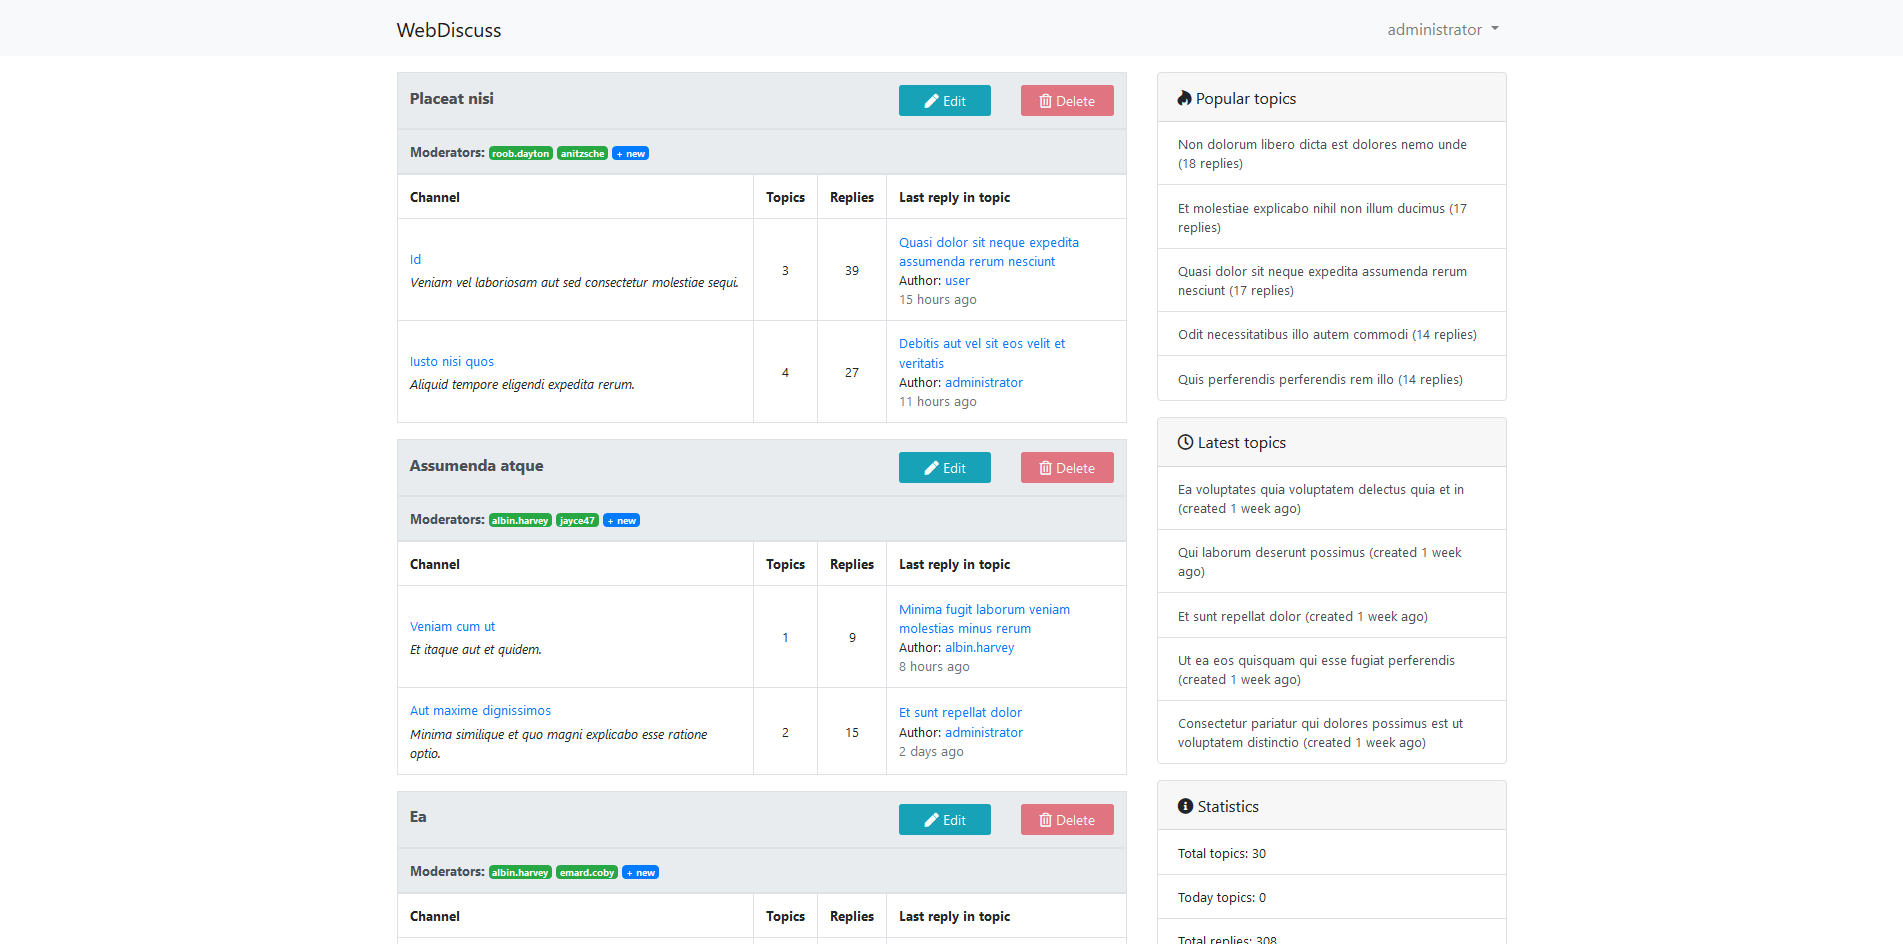 WebDiscuss
administrator
Placeat nisi
Edit
Delete
Moderators: roob.dayton anitzsche + new
Channel Topics Replies Last reply in topic
Id
Veniam vel laboriosam aut sed consectetur molestiae sequi.
3
39
Quasi dolor sit neque expedita
assumenda rerum nesciunt
Author: user
15 hours ago
Iusto nisi quos
Aliquid tempore eligendi expedita rerum.
4
27
Debitis aut vel sit eos velit et
veritatis
Author: administrator
11 hours ago
Assumenda atque
Edit
Delete
Moderators: albin.harvey jayce47 + new
Channel Topics Replies Last reply in topic
Veniam cum ut
Et itaque aut et quidem.
1
9
Minima fugit laborum veniam
molestias minus rerum
Author: albin.harvey
8 hours ago
Aut maxime dignissimos
Minima similique et quo magni explicabo esse ratione
optio.
2
15
Et sunt repellat dolor
Author: administrator
2 days ago
Ea
Edit
Delete
Moderators: albin.harvey emard.coby + new
Channel Topics Replies Last reply in topic
Popular topics
Non dolorum libero dicta est dolores nemo unde
(18 replies)
Et molestiae explicabo nihil non illum ducimus (17
replies)
Quasi dolor sit neque expedita assumenda rerum
nesciunt (17 replies)
Odit necessitatibus illo autem commodi (14 replies)
Quis perferendis perferendis rem illo (14 replies)
Latest topics
Ea voluptates quia voluptatem delectus quia et in
(created 1 week ago)
Qui laborum deserunt possimus (created 1 week
ago)
Et sunt repellat dolor (created 1 week ago)
Ut ea eos quisquam qui esse fugiat perferendis
(created 1 week ago)
Consectetur pariatur qui dolores possimus est ut
voluptatem distinctio (created 1 week ago)
Statistics
Total topics: 30
Today topics: 0
Total replies: 308